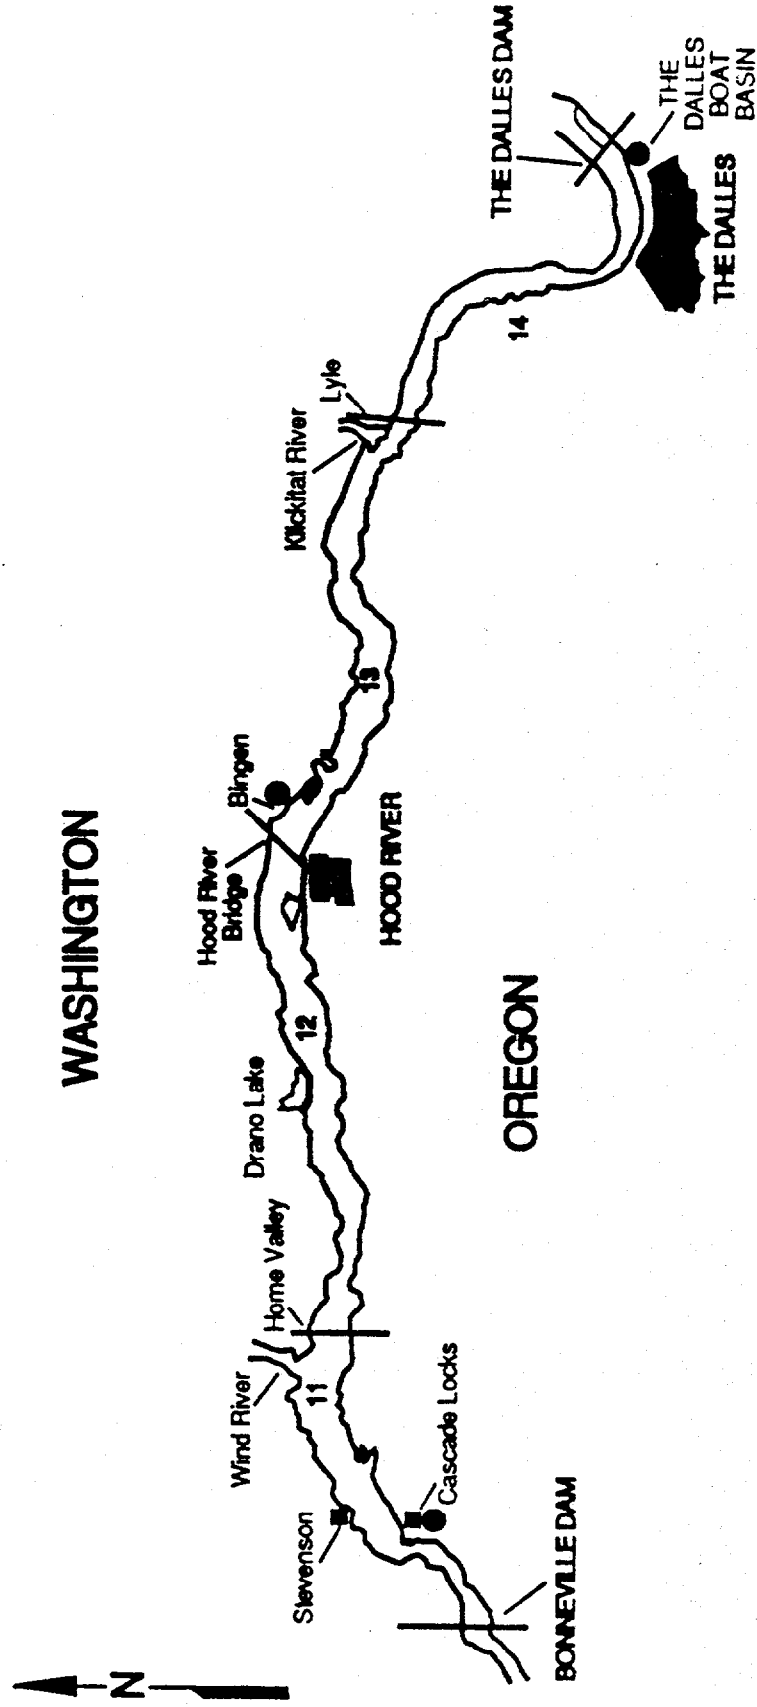 N
WASHINGTON
OREGON
BONNEVILLE DAM
Stevenson
Cascade Locks
Wind River
11
Home Valley
Drano Lake
12
Hood River
Bridge
Bingen
HOOD RIVER
13
Klickitat River
Lyle
14
THE DALLES DAM
THE
DALLES
BOAT
BASIN
THE DALLES